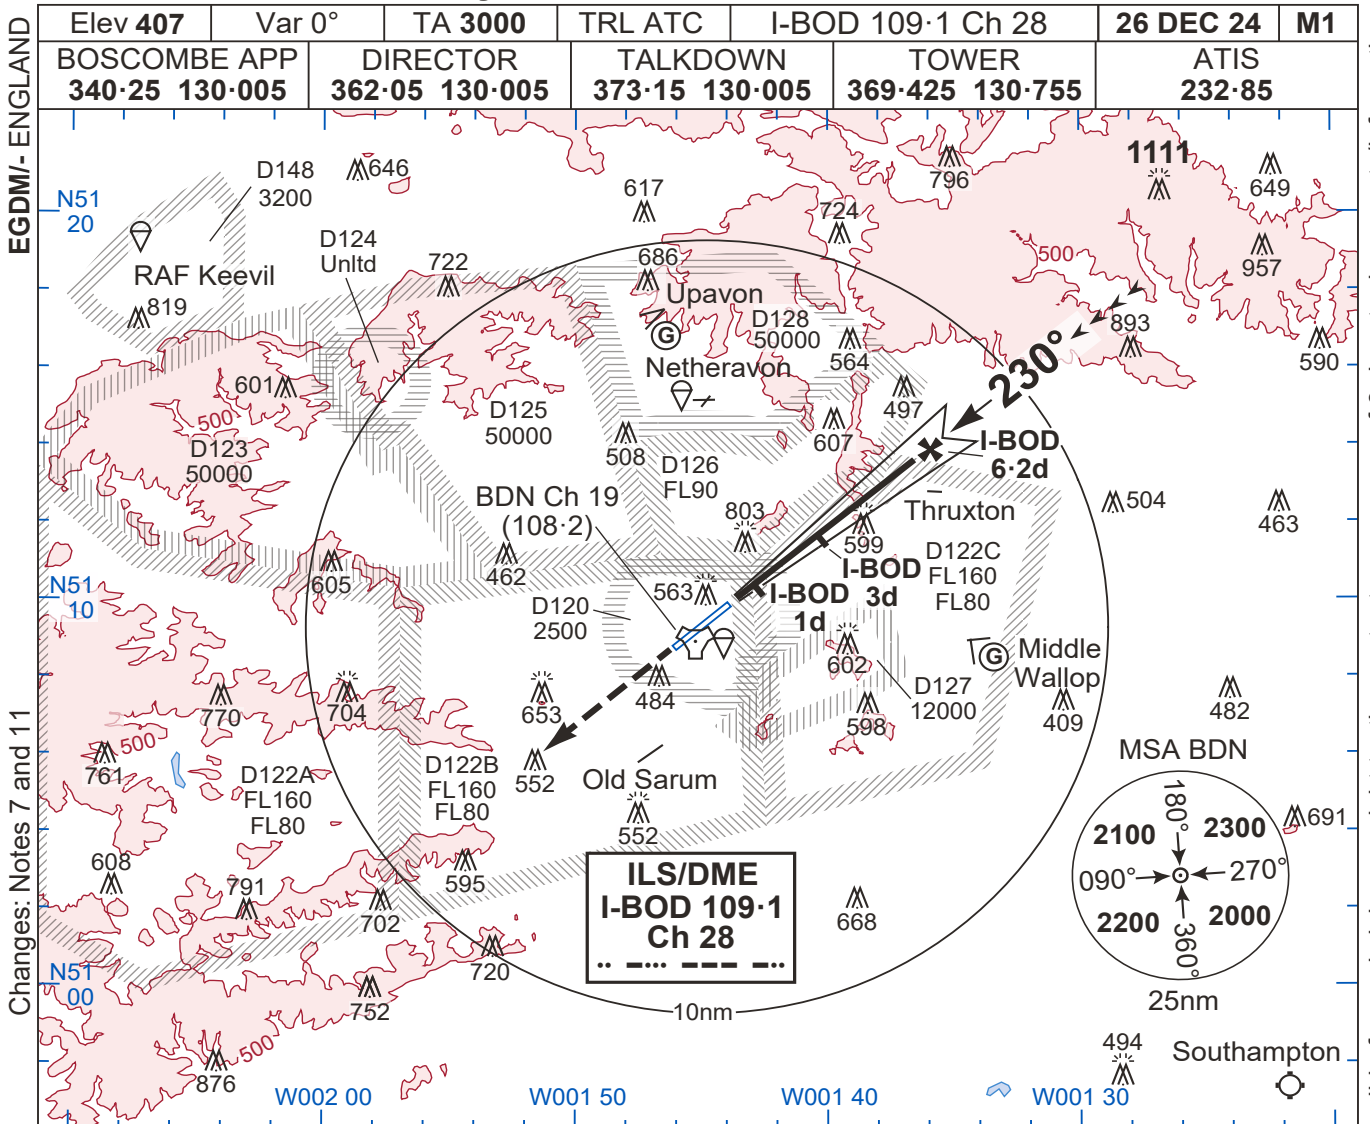 Elev 407
Var 0°
TA 3000
TRL ATC
I-BOD 109·1 Ch 28
26 DEC 24
M1
BOSCOMBE APP
340·25 130·005
DIRECTOR
362·05 130·005
TALKDOWN
373·15 130·005
TOWER
369·425 130·755
ATIS
232·85
EGDM/- ENGLAND
Changes: Notes 7 and 11
N51
20
D148
3200
646
617
724
796
1111
649
957
500
893
590
RAF Keevil
819
D124
Unltd
722
686
Upavon
G
D128
50000
564
Netheravon
230°
601
500
D123
50000
D125
50000
508
D126
FL90
607
497
I-BOD
6·2d
504
463
BDN Ch 19
(108·2)
803
599
Thruxton
D122C
FL160
FL80
605
462
N51
10
563
I-BOD
3d
I-BOD
1d
D120
2500
602
G
Middle
Wallop
D127
12000
770
704
653
484
598
409
482
500
761
D122A
FL160
FL80
D122B
FL160
FL80
552
Old Sarum
552
MSA BDN
180°
2100
2300
090°
270°
2200
2000
360°
25nm
691
608
791
595
702
ILS/DME
I-BOD 109·1
Ch 28
668
720
N51
00
752
10nm
500
876
494
Southampton
W002 00
W001 50
W001 40
W001 30